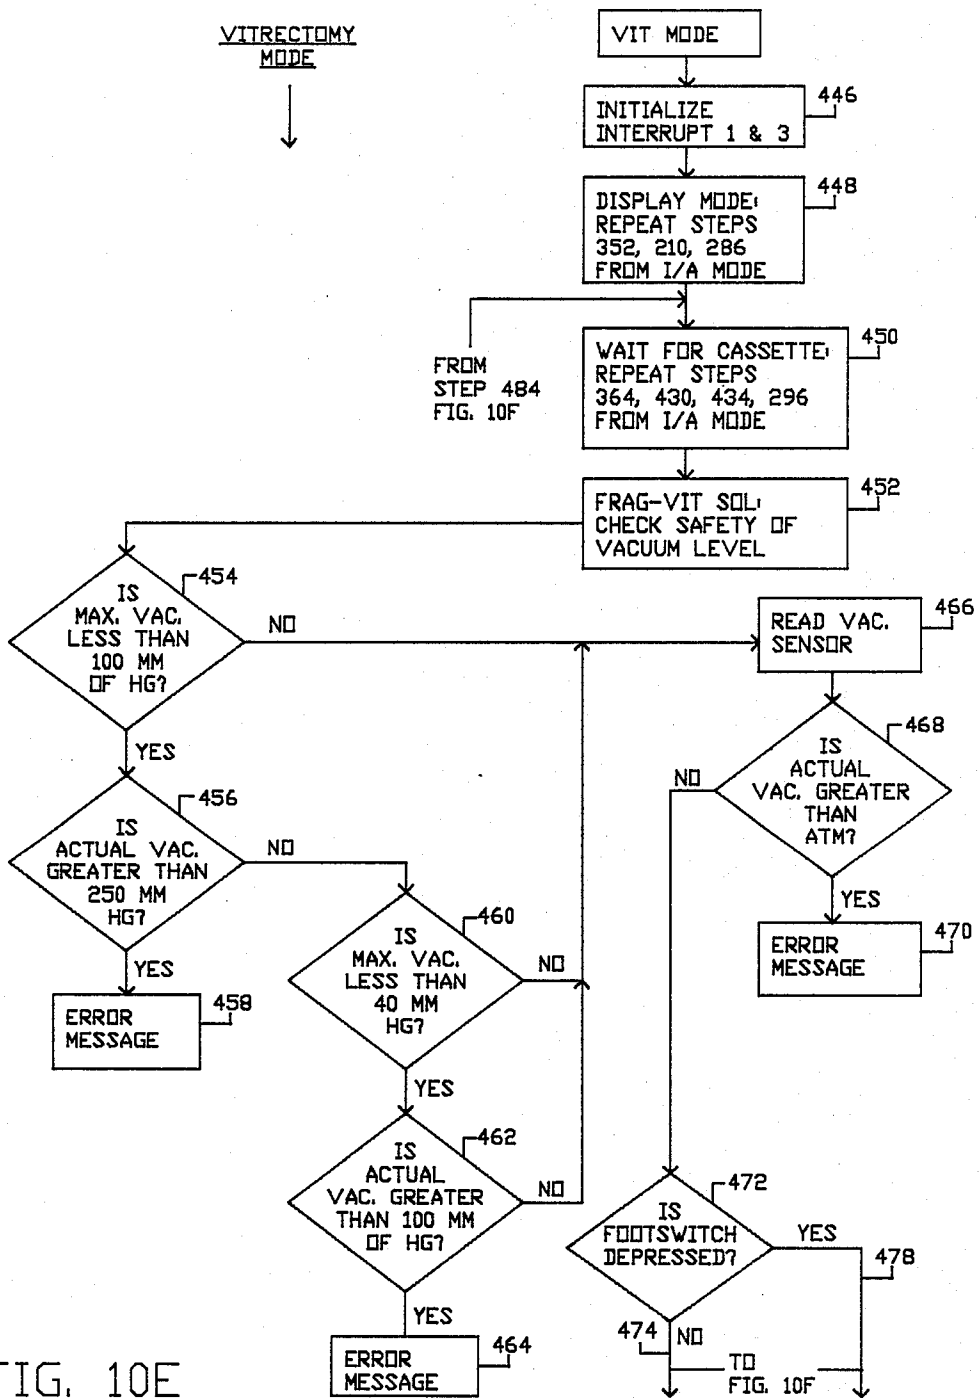 VITRECTOMY
MODE
VIT MODE
446
INITIALIZE
INTERRUPT 1 & 3
448
DISPLAY MODE:
REPEAT STEPS
352, 210, 286
FROM I/A MODE
FROM
STEP 484
FIG. 10F
450
WAIT FOR CASSETTE:
REPEAT STEPS
364, 430, 434, 296
FROM I/A MODE
452
FRAG-VIT SOL:
CHECK SAFETY OF
VACUUM LEVEL
454
IS
MAX. VAC.
LESS THAN
100 MM
OF HG?
NO
YES
466
READ VAC.
SENSOR
468
IS
ACTUAL
VAC. GREATER
THAN
ATM?
NO
YES
470
ERROR
MESSAGE
456
IS
ACTUAL VAC.
GREATER THAN
250 MM
HG?
NO
YES
458
ERROR
MESSAGE
460
IS
MAX. VAC.
LESS THAN
40 MM
HG?
NO
YES
462
IS
ACTUAL
VAC. GREATER
THAN 100 MM
OF HG?
NO
YES
464
ERROR
MESSAGE
472
IS
FOOTSWITCH
DEPRESSED?
YES
478
474
NO
TO
FIG. 10F
FIG. 10E